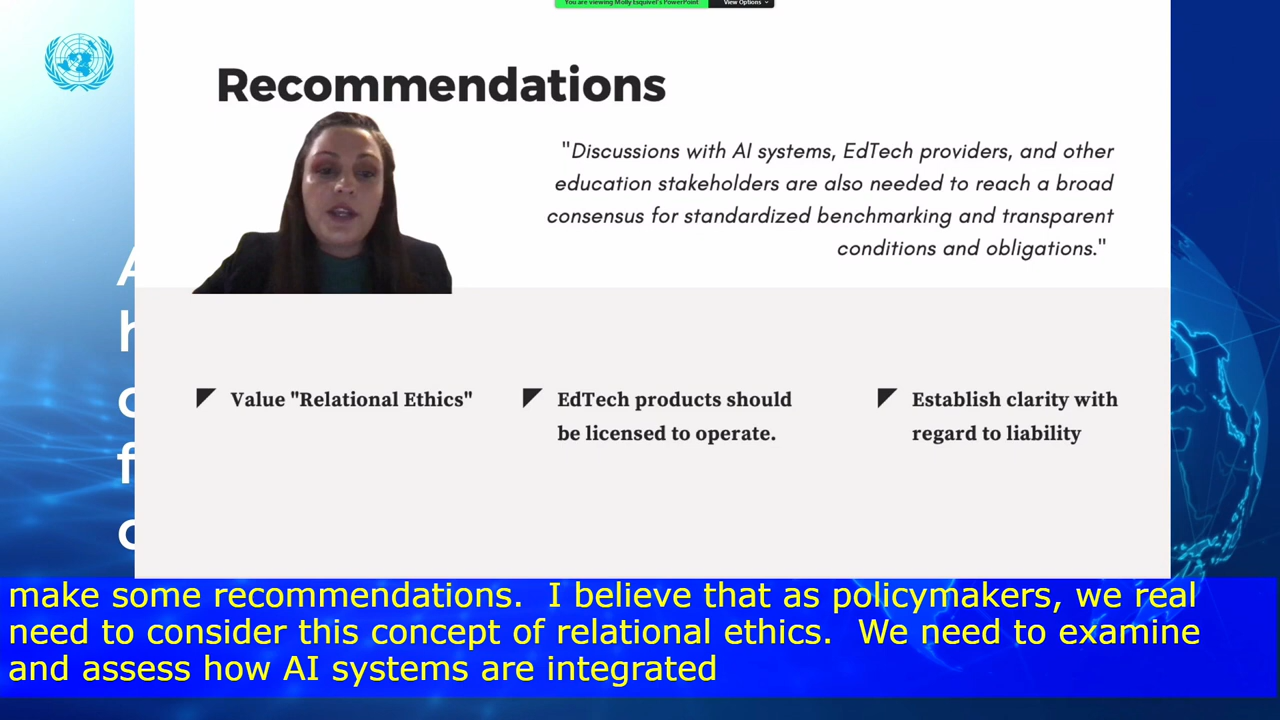 You are viewing Molly Esquivel's PowerPoint
View Options
Recommendations
"Discussions with AI systems, EdTech providers, and other
education stakeholders are also needed to reach a broad
consensus for standardized benchmarking and transparent
conditions and obligations."
Value "Relational Ethics"
EdTech products should
be licensed to operate.
Establish clarity with
regard to liability
make some recommendations.  I believe that as policymakers, we real
need to consider this concept of relational ethics.  We need to examine
and assess how AI systems are integrated